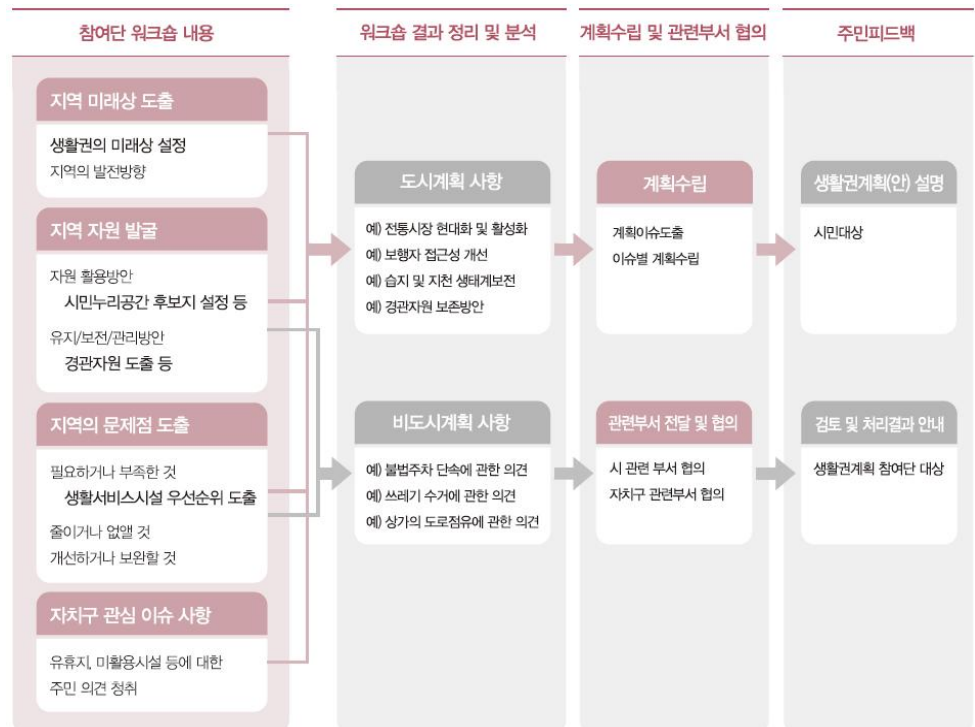 참여단 워크숍 내용
지역 미래상 도출
생활권의 미래상 설정
지역의 발전방향
지역 자원 발굴
자원 활용방안
시민누리공간 후보지 설정 등
유지/보전/관리방안
경관자원 도출 등
지역의 문제점 도출
필요하거나 부족한 것
생활서비스시설 우선순위 도출
줄이거나 없앨 것
개선하거나 보완할 것
자치구 관심 이슈 사항
유휴지, 미활용시설 등에 대한
주민 의견 청취
워크숍 결과 정리 및 분석
도시계획 사항
예) 전통시장 현대화 및 활성화
예) 보행자 접근성 개선
예) 습지 및 지천 생태계보전
예) 경관자원 보존방안
비도시계획 사항
예) 불법주차 단속에 관한 의견
예) 쓰레기 수거에 관한 의견
예) 상가의 도로점유에 관한 의견
계획수립 및 관련부서 협의
계획수립
계획이슈도출
이슈별 계획수립
관련부서 전달 및 협의
시 관련 부서 협의
자치구 관련부서 협의
주민피드백
생활권계획(안) 설명
시민대상
검토 및 처리결과 안내
생활권계획 참여단 대상